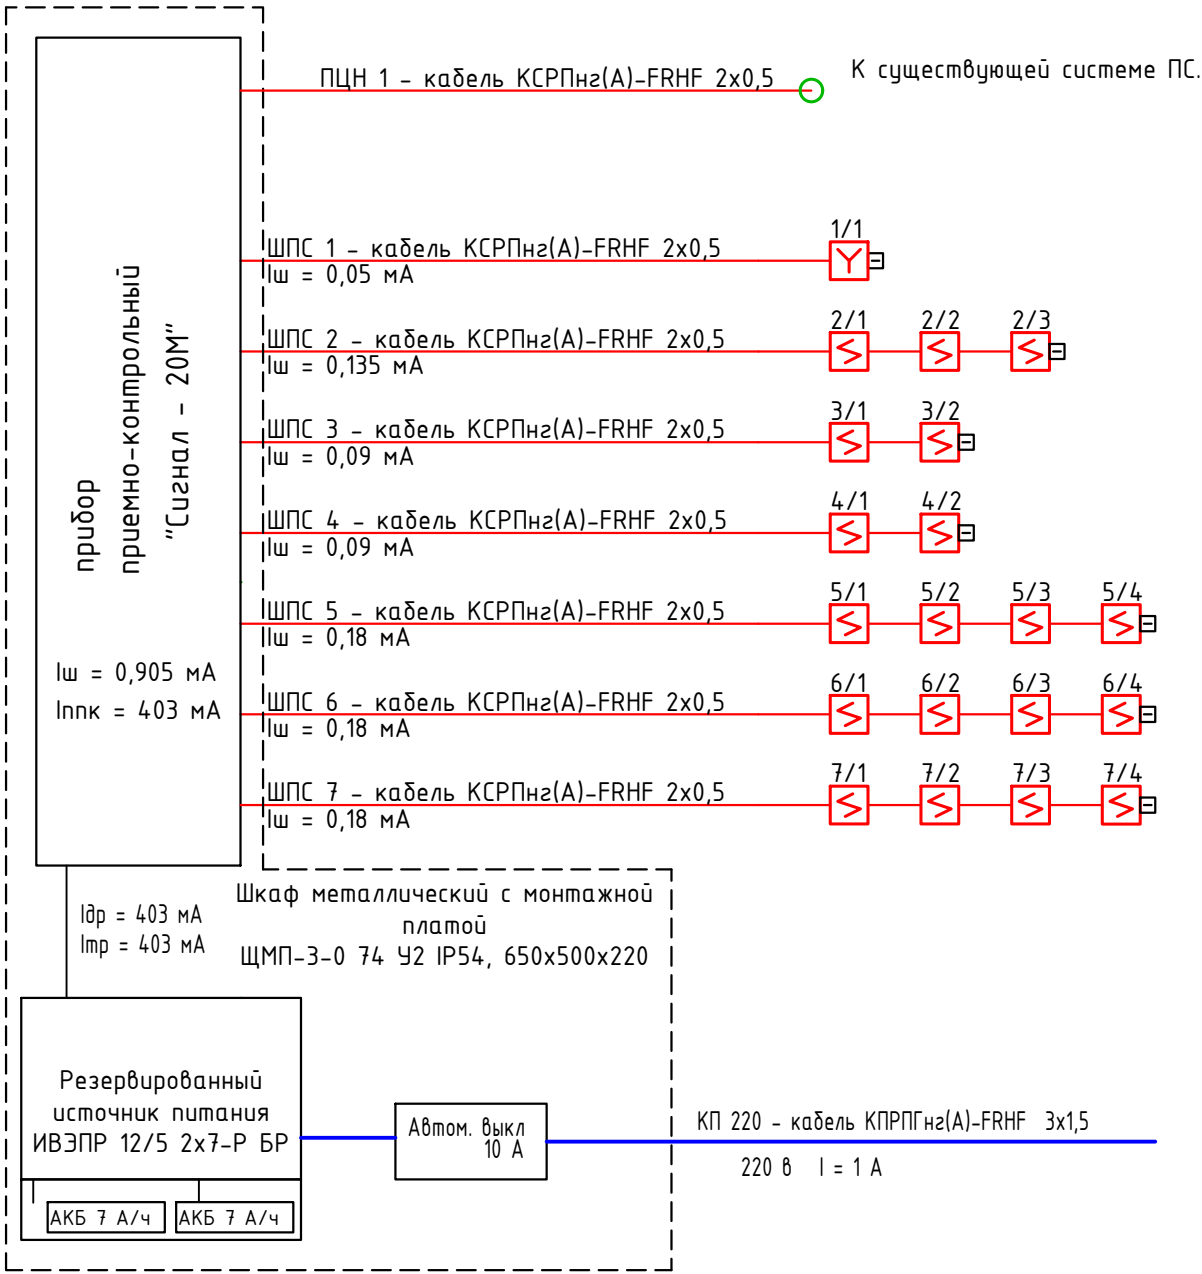 ПЦН 1 - кабель КСРПнг(А)-FRHF 2х0,5
К существующей системе ПС.
прибор
приемно-контрольный
"Сигнал - 20М"
Iш = 0,905 мА
Iппк = 403 мА
ШПС 1 - кабель КСРПнг(А)-FRHF 2х0,5
Iш = 0,05 мА
1/1
ШПС 2 - кабель КСРПнг(А)-FRHF 2х0,5
Iш = 0,135 мА
2/1 2/2 2/3
ШПС 3 - кабель КСРПнг(А)-FRHF 2х0,5
Iш = 0,09 мА
3/1 3/2
ШПС 4 - кабель КСРПнг(А)-FRHF 2х0,5
Iш = 0,09 мА
4/1 4/2
ШПС 5 - кабель КСРПнг(А)-FRHF 2х0,5
Iш = 0,18 мА
5/1 5/2 5/3 5/4
ШПС 6 - кабель КСРПнг(А)-FRHF 2х0,5
Iш = 0,18 мА
6/1 6/2 6/3 6/4
ШПС 7 - кабель КСРПнг(А)-FRHF 2х0,5
Iш = 0,18 мА
7/1 7/2 7/3 7/4
Шкаф металлический с монтажной
платой
ЩМП-3-0 74 У2 IP54, 650х500х220
Iдр = 403 мА
Iтр = 403 мА
Резервированный
источник питания
ИВЭПР 12/5 2х7-Р БР
АКБ 7 А/ч АКБ 7 А/ч
Автом. выкл
10 А
КП 220 - кабель КПРПГнг(А)-FRHF 3х1,5
220 в I = 1 А